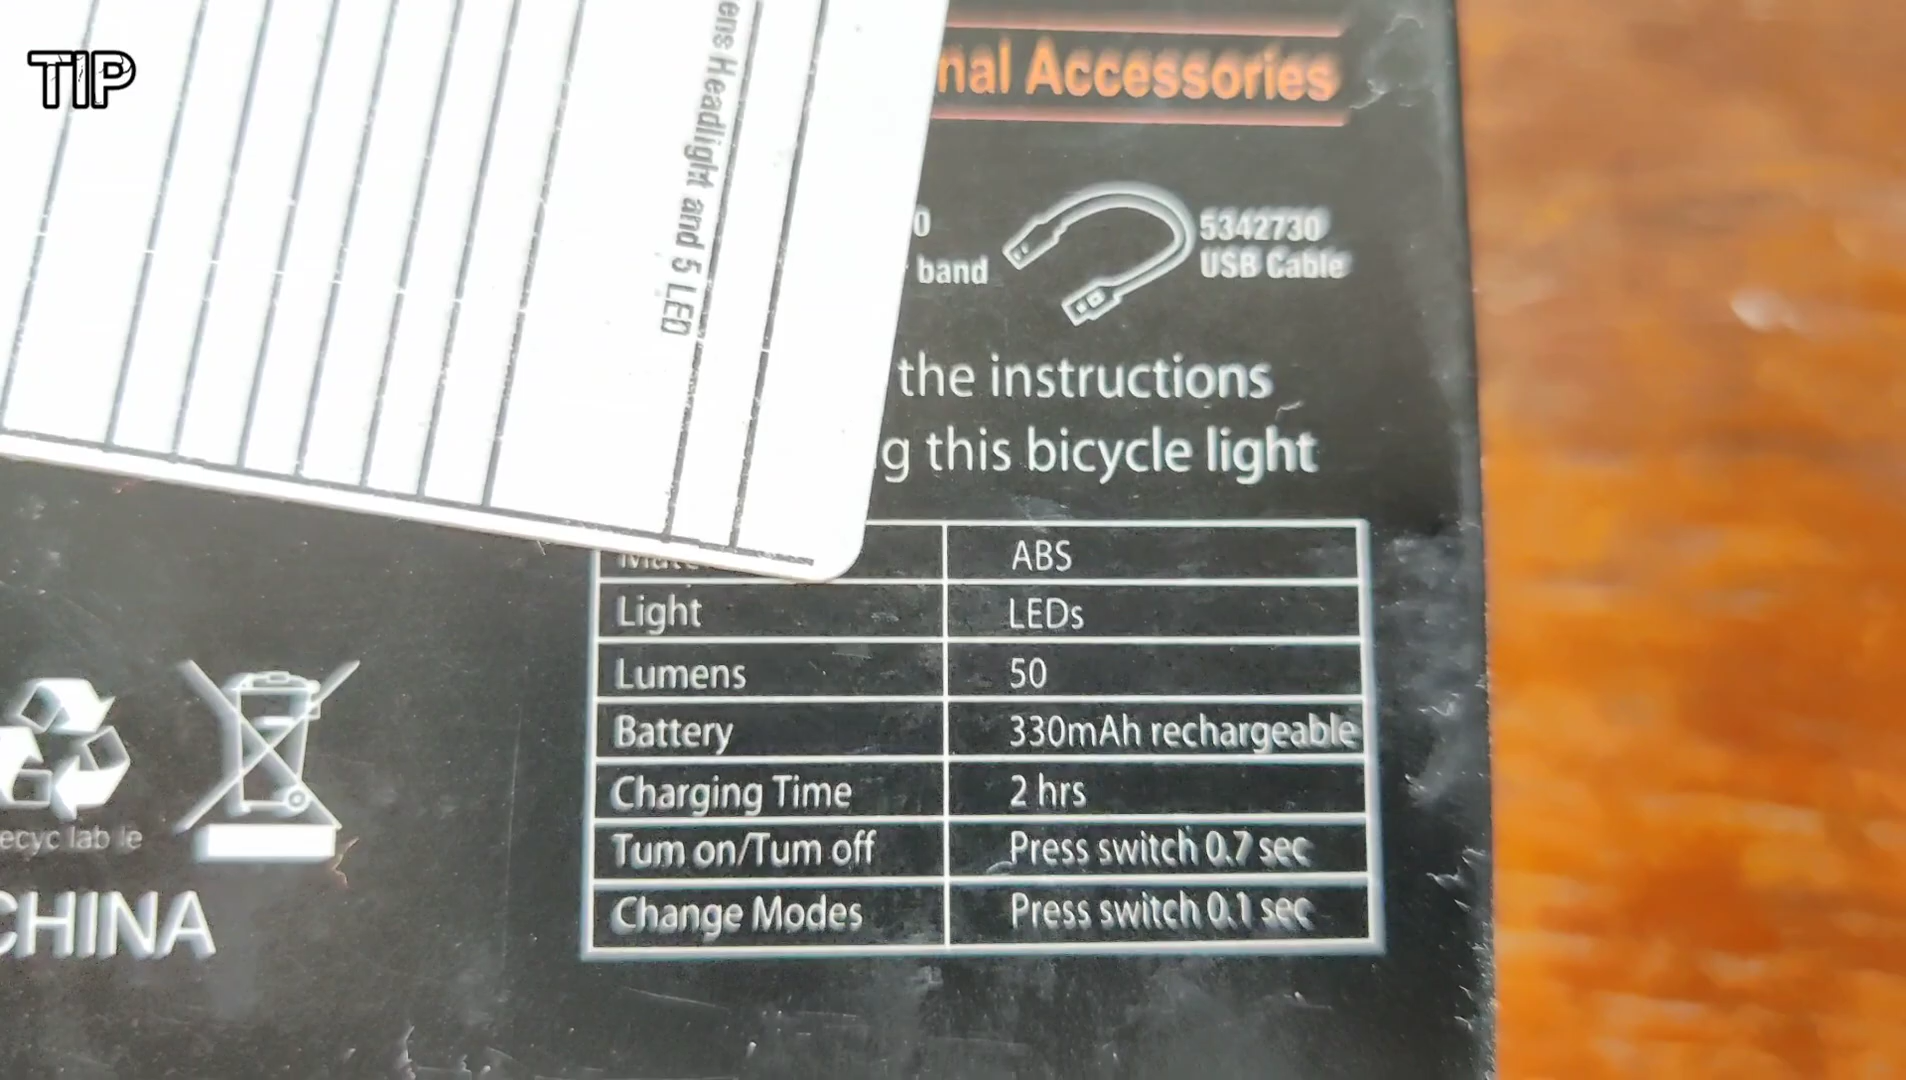 TIP
ens Headlight and 5 LED
nal Accessories
0
band
5342730
USB Cable
the instructions
g this bicycle light
ABS
Light LEDs
Lumens 50
Battery 330mAh rechargeable
Charging Time 2 hrs
Tum on/Tum off Press switch 0.7 sec
Change Modes Press switch 0.1 sec
ecyc lab le
CHINA